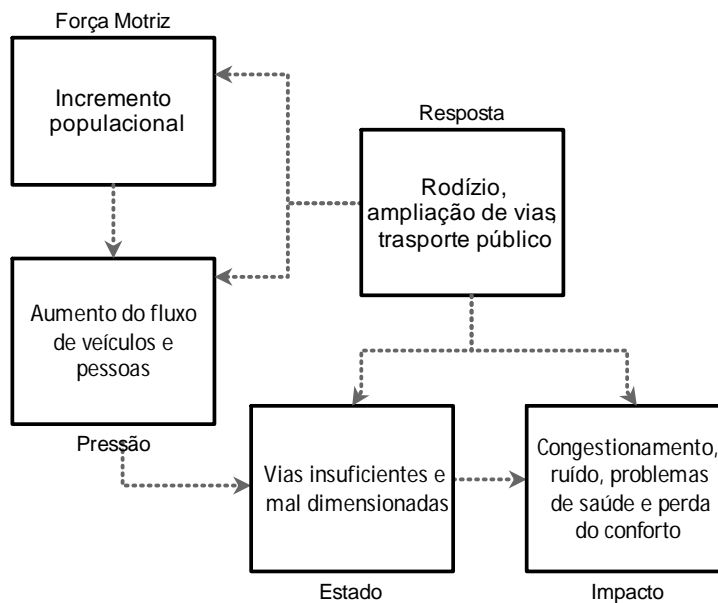 Força Motriz
Incremento
populacional
Resposta
Rodízio,
ampliação de vias,
trasporte público
Aumento do fluxo
de veículos e
pessoas
Pressão
Vias insuficientes e
mal dimensionadas
Estado
Congestionamento,
ruído, problemas
de saúde e perda
do conforto
Impacto